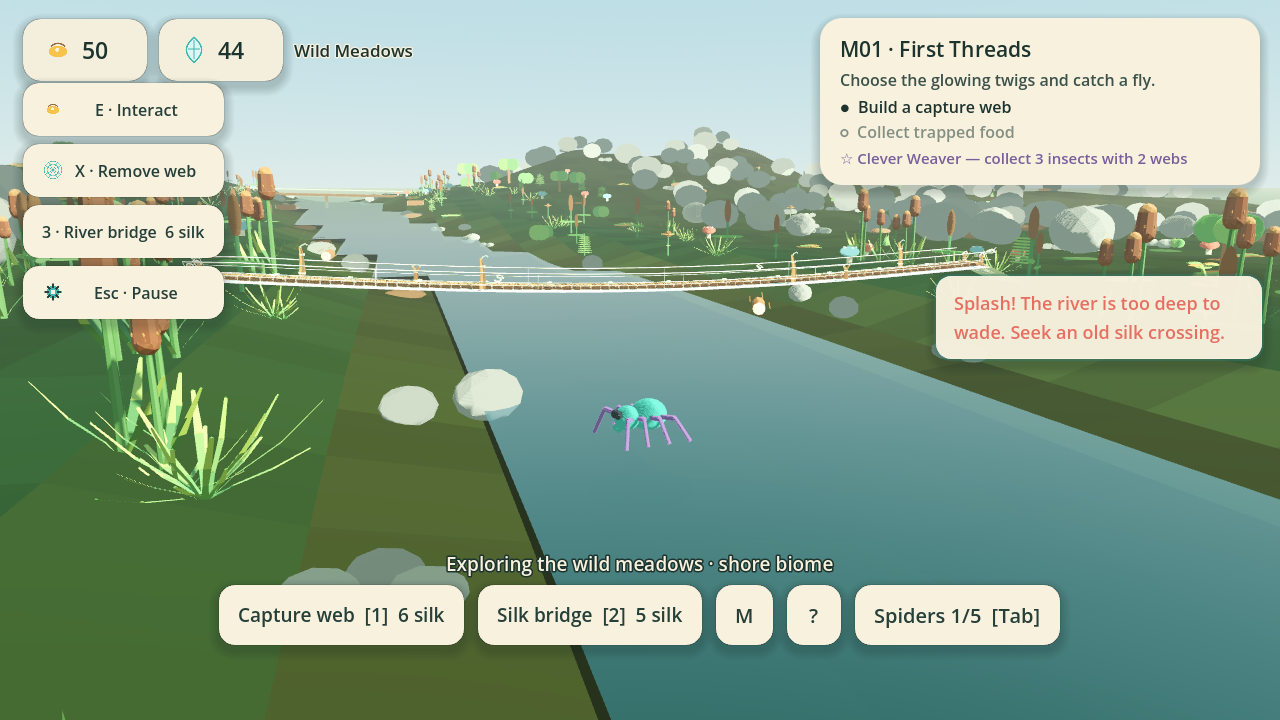 50
44
Wild Meadows
E · Interact
X · Remove web
3 · River bridge 6 silk
Esc · Pause
M01 · First Threads
Choose the glowing twigs and catch a fly.
Build a capture web
Collect trapped food
☆ Clever Weaver — collect 3 insects with 2 webs
Splash! The river is too deep to
wade. Seek an old silk crossing.
Exploring the wild meadows · shore biome
Capture web [1] 6 silk
Silk bridge [2] 5 silk
M
?
Spiders 1/5 [Tab]